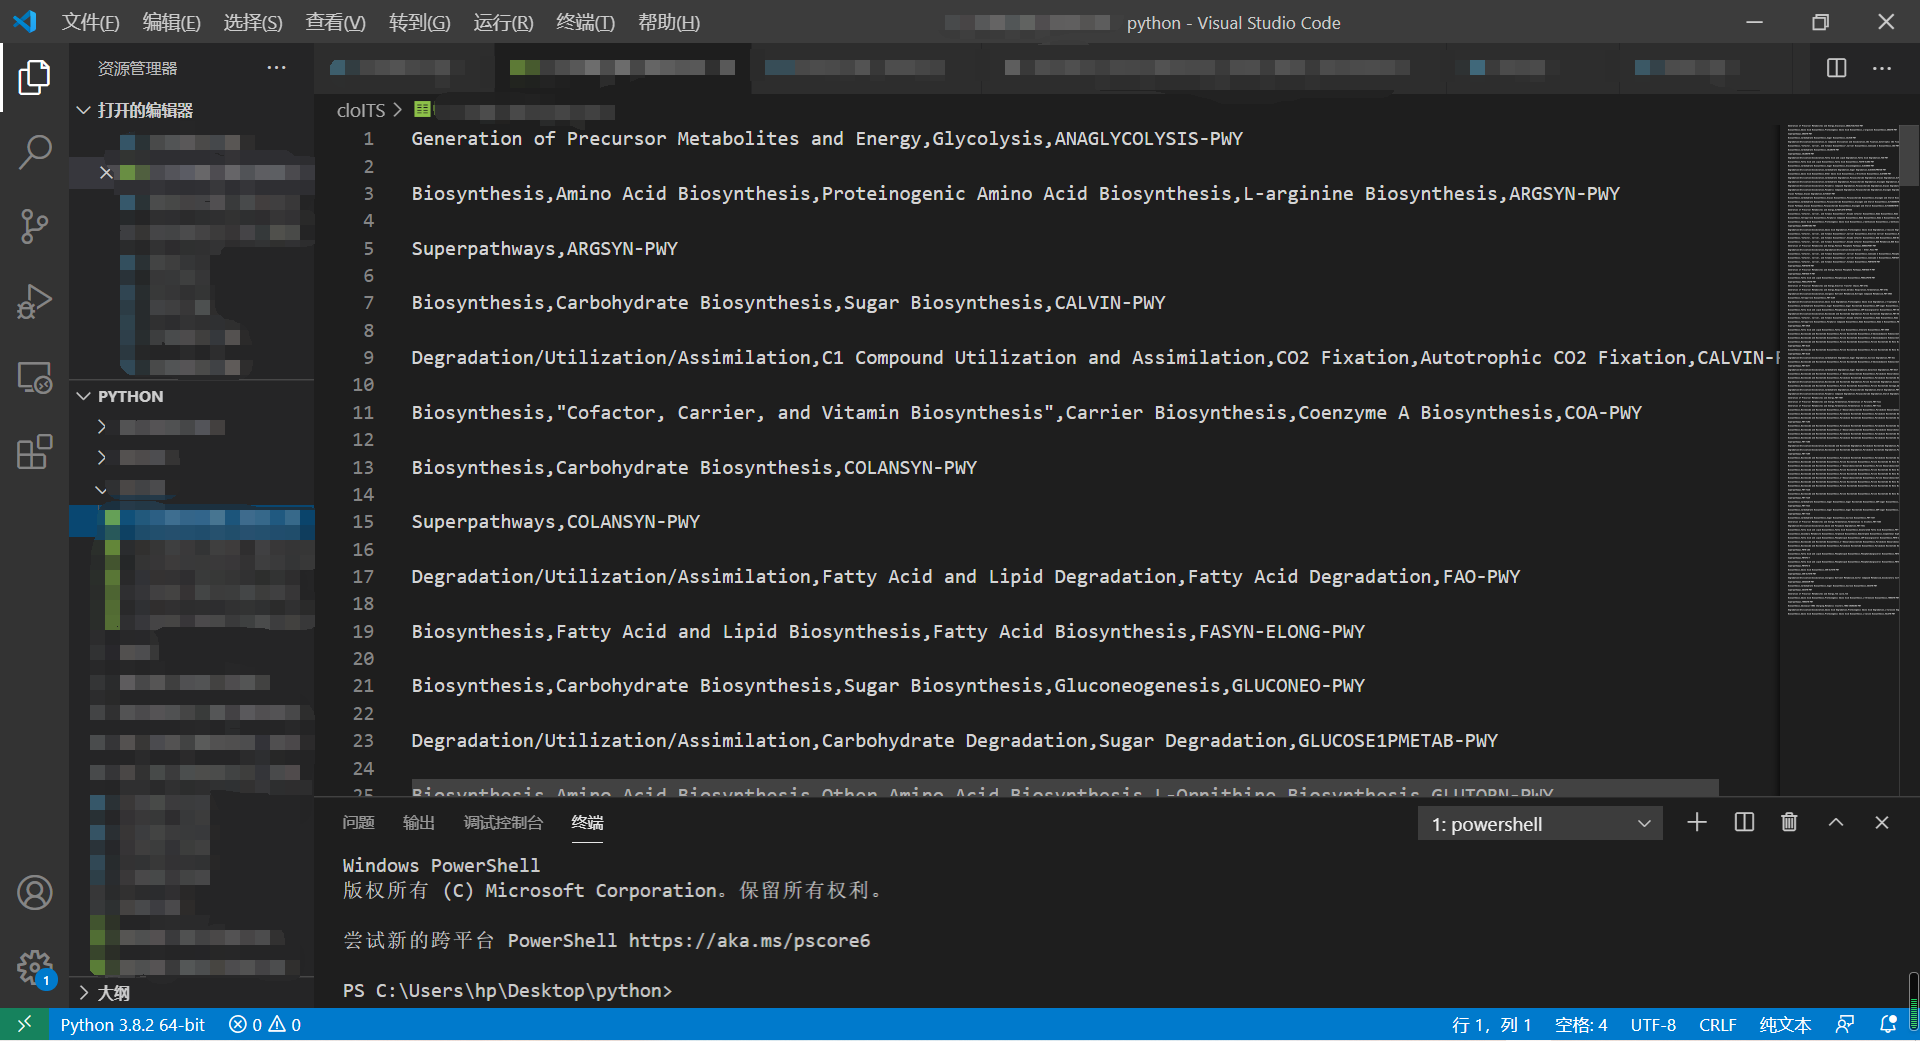 文件(F) 编辑(E) 选择(S) 查看(V) 转到(G) 运行(R) 终端(T) 帮助(H) python - Visual Studio Code
资源管理器
打开的编辑器
PYTHON
大纲
cloITS
1 Generation of Precursor Metabolites and Energy,Glycolysis,ANAGLYCOLYSIS-PWY
2
3 Biosynthesis,Amino Acid Biosynthesis,Proteinogenic Amino Acid Biosynthesis,L-arginine Biosynthesis,ARGSYN-PWY
4
5 Superpathways,ARGSYN-PWY
6
7 Biosynthesis,Carbohydrate Biosynthesis,Sugar Biosynthesis,CALVIN-PWY
8
9 Degradation/Utilization/Assimilation,C1 Compound Utilization and Assimilation,CO2 Fixation,Autotrophic CO2 Fixation,CALVIN-
10
11 Biosynthesis,"Cofactor, Carrier, and Vitamin Biosynthesis",Carrier Biosynthesis,Coenzyme A Biosynthesis,COA-PWY
12
13 Biosynthesis,Carbohydrate Biosynthesis,COLANSYN-PWY
14
15 Superpathways,COLANSYN-PWY
16
17 Degradation/Utilization/Assimilation,Fatty Acid and Lipid Degradation,Fatty Acid Degradation,FAO-PWY
18
19 Biosynthesis,Fatty Acid and Lipid Biosynthesis,Fatty Acid Biosynthesis,FASYN-ELONG-PWY
20
21 Biosynthesis,Carbohydrate Biosynthesis,Sugar Biosynthesis,Gluconeogenesis,GLUCONEO-PWY
22
23 Degradation/Utilization/Assimilation,Carbohydrate Degradation,Sugar Degradation,GLUCOSE1PMETAB-PWY
24
25 Biosynthesis,Amino Acid Biosynthesis,Other Amino Acid Biosynthesis,L-Ornithine Biosynthesis,GLUTORN-PWY
问题 输出 调试控制台 终端 1: powershell
Windows PowerShell
版权所有 (C) Microsoft Corporation。保留所有权利。
尝试新的跨平台 PowerShell https://aka.ms/pscore6
PS C:\Users\hp\Desktop\python>
1
Python 3.8.2 64-bit 0 0 行 1，列 1 空格: 4 UTF-8 CRLF 纯文本